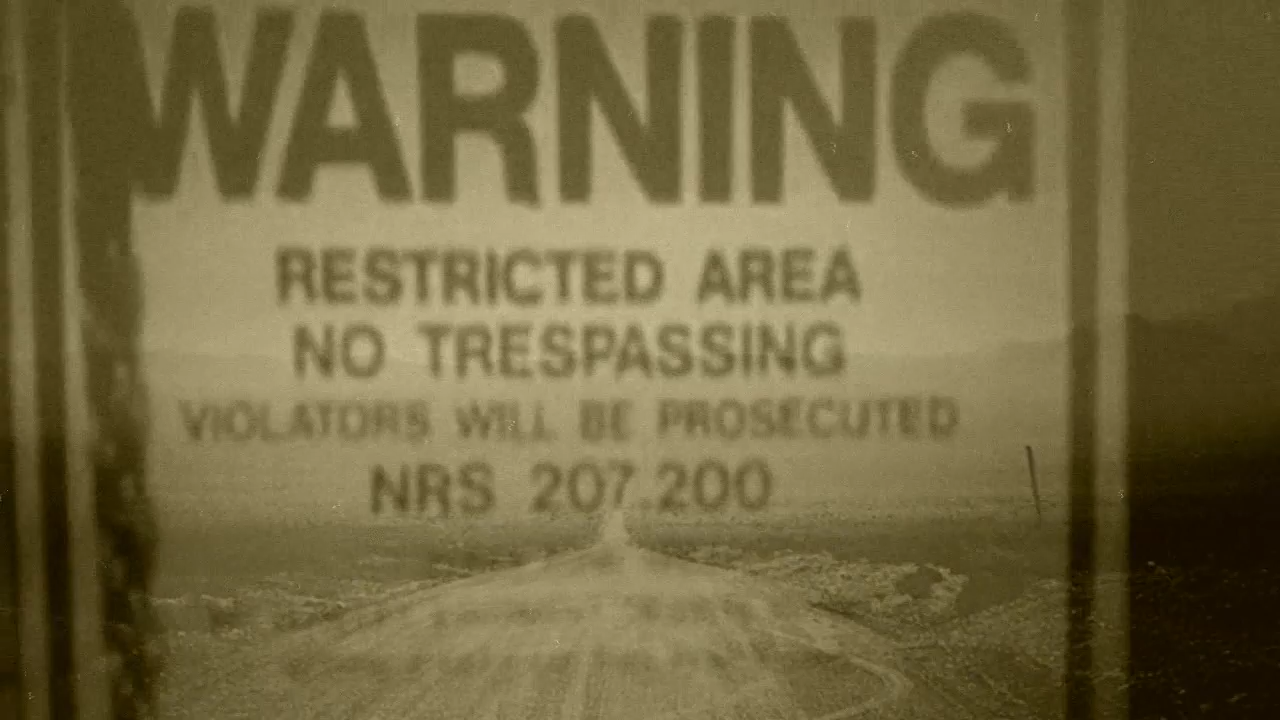 WARNING
RESTRICTED AREA
NO TRESPASSING
VIOLATORS WILL BE PROSECUTED
NRS 207.200